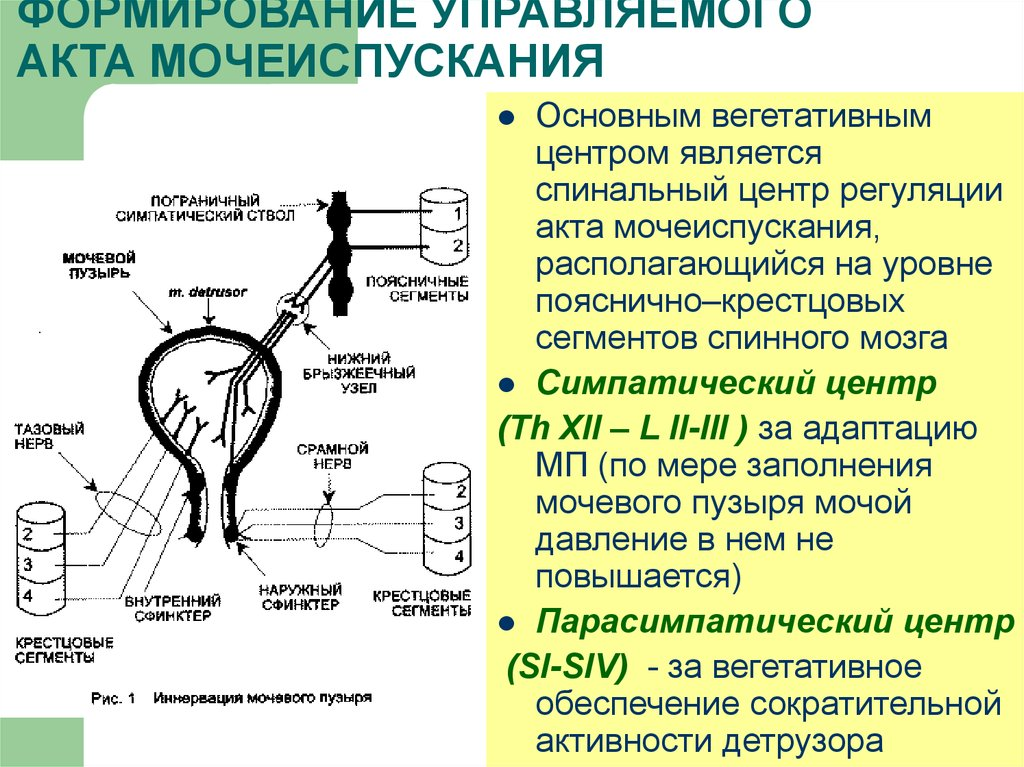 ФОРМИРОВАНИЕ УПРАВЛЯЕМОГО
АКТА МОЧЕИСПУСКАНИЯ
ПОГРАНИЧНЫЙ
СИМПАТИЧЕСКИЙ СТВОЛ
1
2
МОЧЕВОЙ
ПУЗЫРЬ
m. detrusor
ПОЯСНИЧНЫЕ
СЕГМЕНТЫ
НИЖНИЙ
БРЫЗЖЕЕЧНЫЙ
УЗЕЛ
ТАЗОВЫЙ
НЕРВ
СРАМНОЙ
НЕРВ
2
3
4
2
3
4
ВНУТРЕННИЙ
СФИНКТЕР
НАРУЖНЫЙ
СФИНКТЕР
КРЕСТЦОВЫЕ
СЕГМЕНТЫ
КРЕСТЦОВЫЕ
СЕГМЕНТЫ
Рис. 1 Иннервация мочевого пузыря
● Основным вегетативным
центром является
спинальный центр регуляции
акта мочеиспускания,
располагающийся на уровне
пояснично–крестцовых
сегментов спинного мозга
● Симпатический центр
(Th XII – L II-III ) за адаптацию
МП (по мере заполнения
мочевого пузыря мочой
давление в нем не
повышается)
● Парасимпатический центр
(SI-SIV) - за вегетативное
обеспечение сократительной
активности детрузора